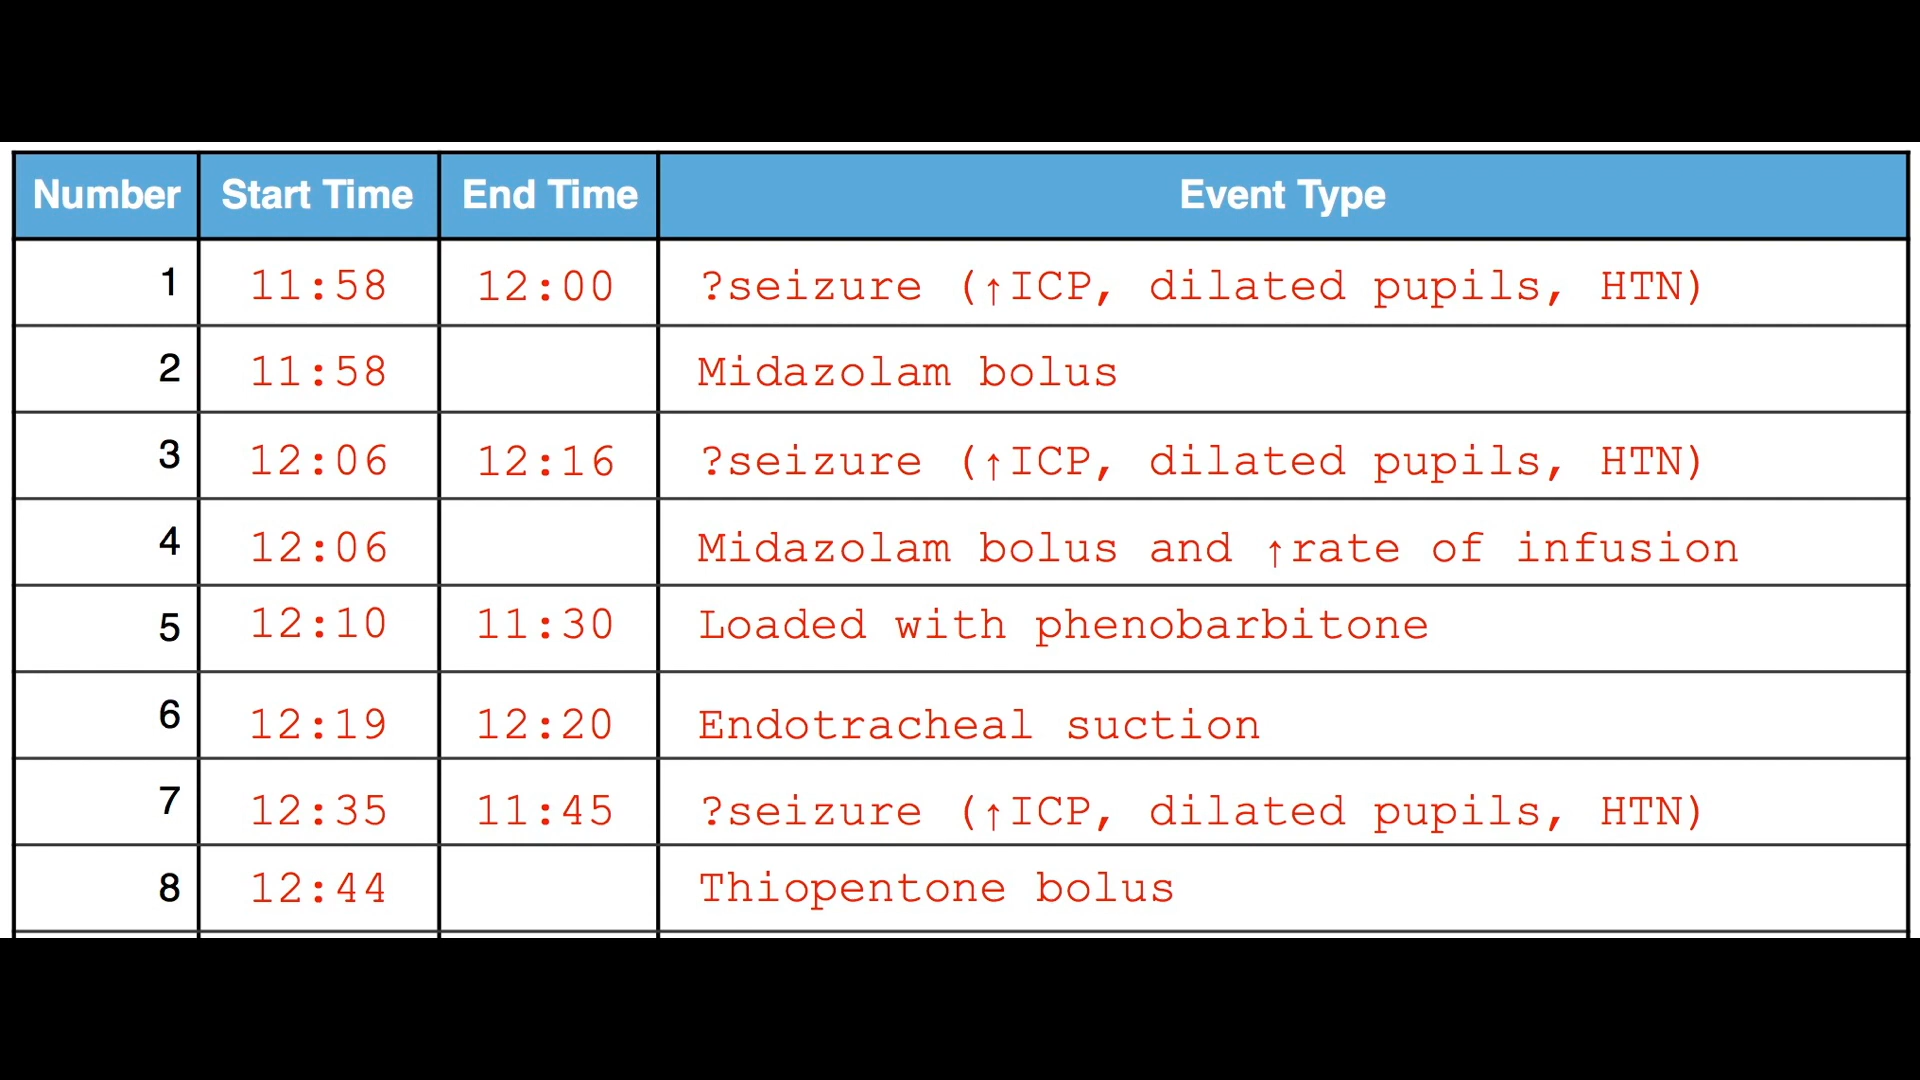 Number Start Time End Time Event Type
1 11:58 12:00 ?seizure (↑ICP, dilated pupils, HTN)
2 11:58 Midazolam bolus
3 12:06 12:16 ?seizure (↑ICP, dilated pupils, HTN)
4 12:06 Midazolam bolus and ↑rate of infusion
5 12:10 11:30 Loaded with phenobarbitone
6 12:19 12:20 Endotracheal suction
7 12:35 11:45 ?seizure (↑ICP, dilated pupils, HTN)
8 12:44 Thiopentone bolus